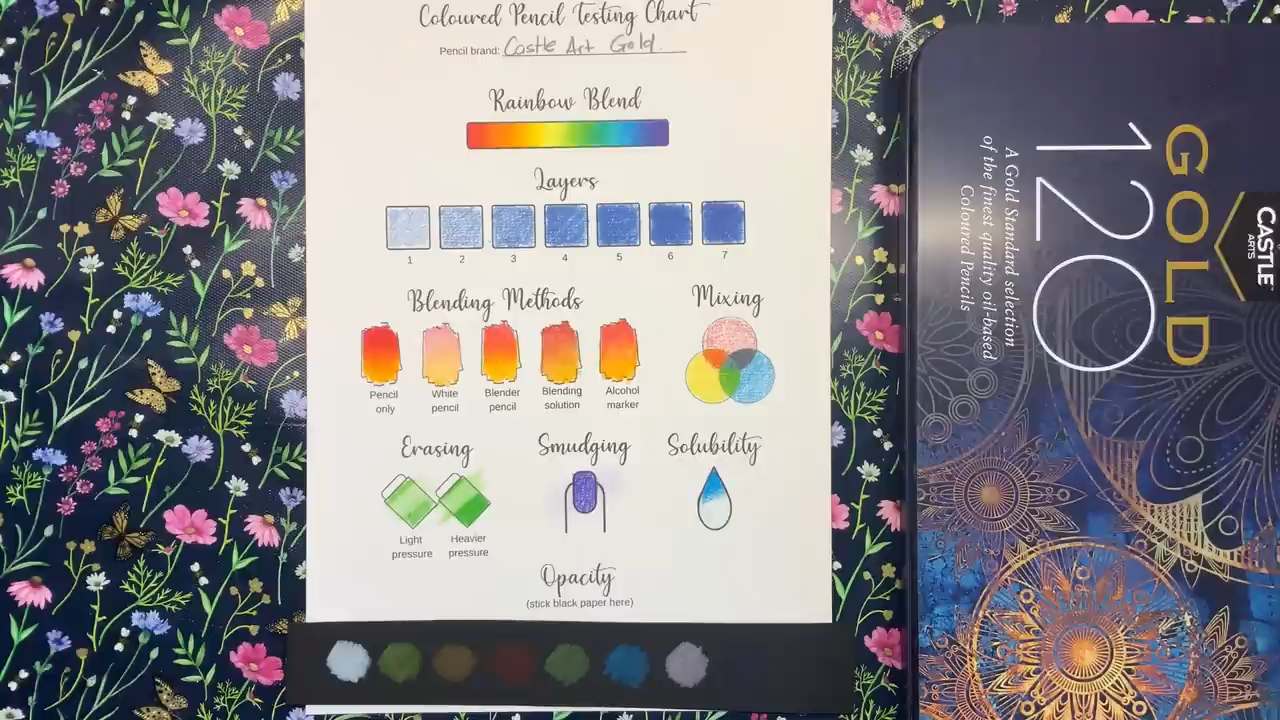 Coloured Pencil Testing Chart
Pencil brand: Castle Art Gold.
Rainbow Blend
Layers
1 2 3 4 5 6 7
Blending Methods
Mixing
Pencil only
White pencil
Blender pencil
Blending solution
Alcohol marker
Erasing
Smudging
Solubility
Light pressure
Heavier pressure
Opacity
(stick black paper here)
CASTLE
ARTS
GOLD
120
A Gold Standard selection
of the finest quality oil-based
Coloured Pencils